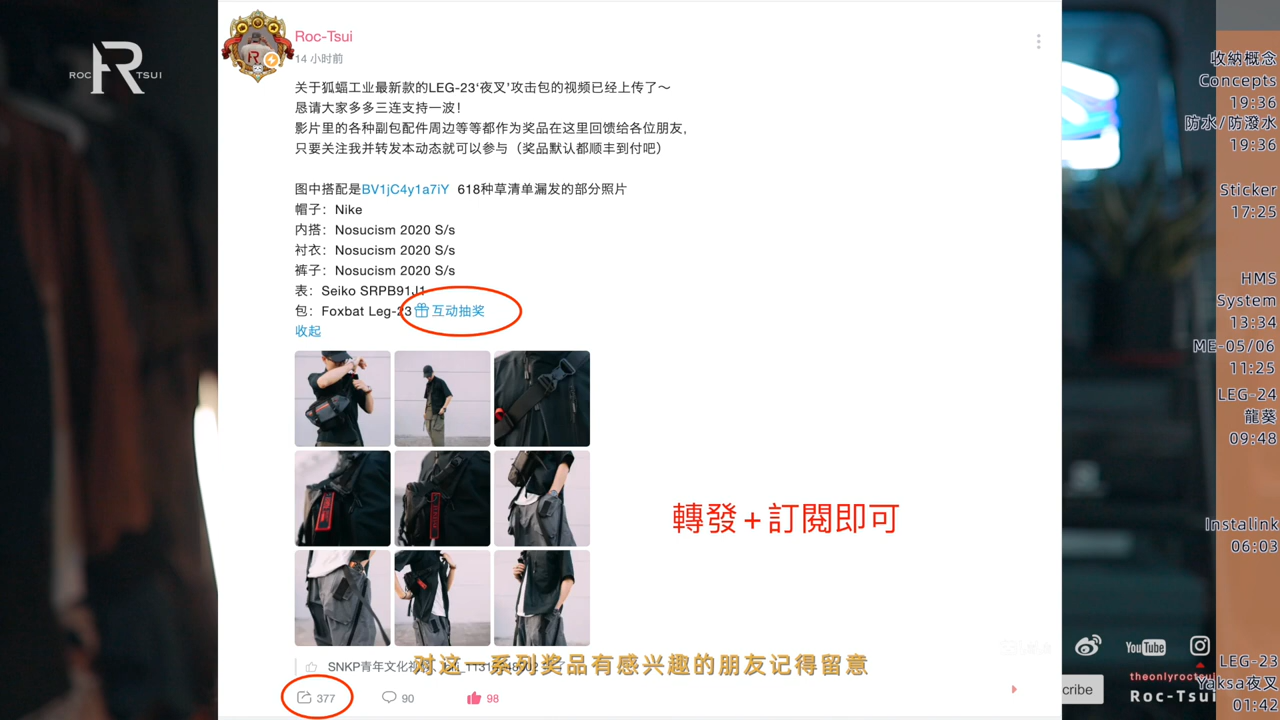 ROC R TSUI
Roc-Tsui
14 小时前
关于狐蝠工业最新款的LEG-23‘夜叉’攻击包的视频已经上传了～
恳请大家多多三连支持一波！
影片里的各种副包配件周边等等都作为奖品在这里回馈给各位朋友，
只要关注我并转发本动态就可以参与（奖品默认都顺丰到付吧）
图中搭配是BV1jC4y1a7iY 618种草清单漏发的部分照片
帽子：Nike
内搭：Nosucism 2020 S/s
衬衣：Nosucism 2020 S/s
裤子：Nosucism 2020 S/s
表：Seiko SRPB91J1
包：Foxbat Leg-23 互动抽奖
收起
轉發+訂閱即可
SNKP青年文化视
对这一系列奖品有感兴趣的朋友记得留意
377 90 98
收納概念
Concepts
19:36
防水/防潑水
19:36
Sticker
17:25
HMS
System
13:34
ME-05/06
11:25
LEG-24
龍葵
09:48
Instalink
06:03
LEG-23
Yaksa夜叉
01:42
YouTube
theonlyroctsu
Roc-Tsui
cribe